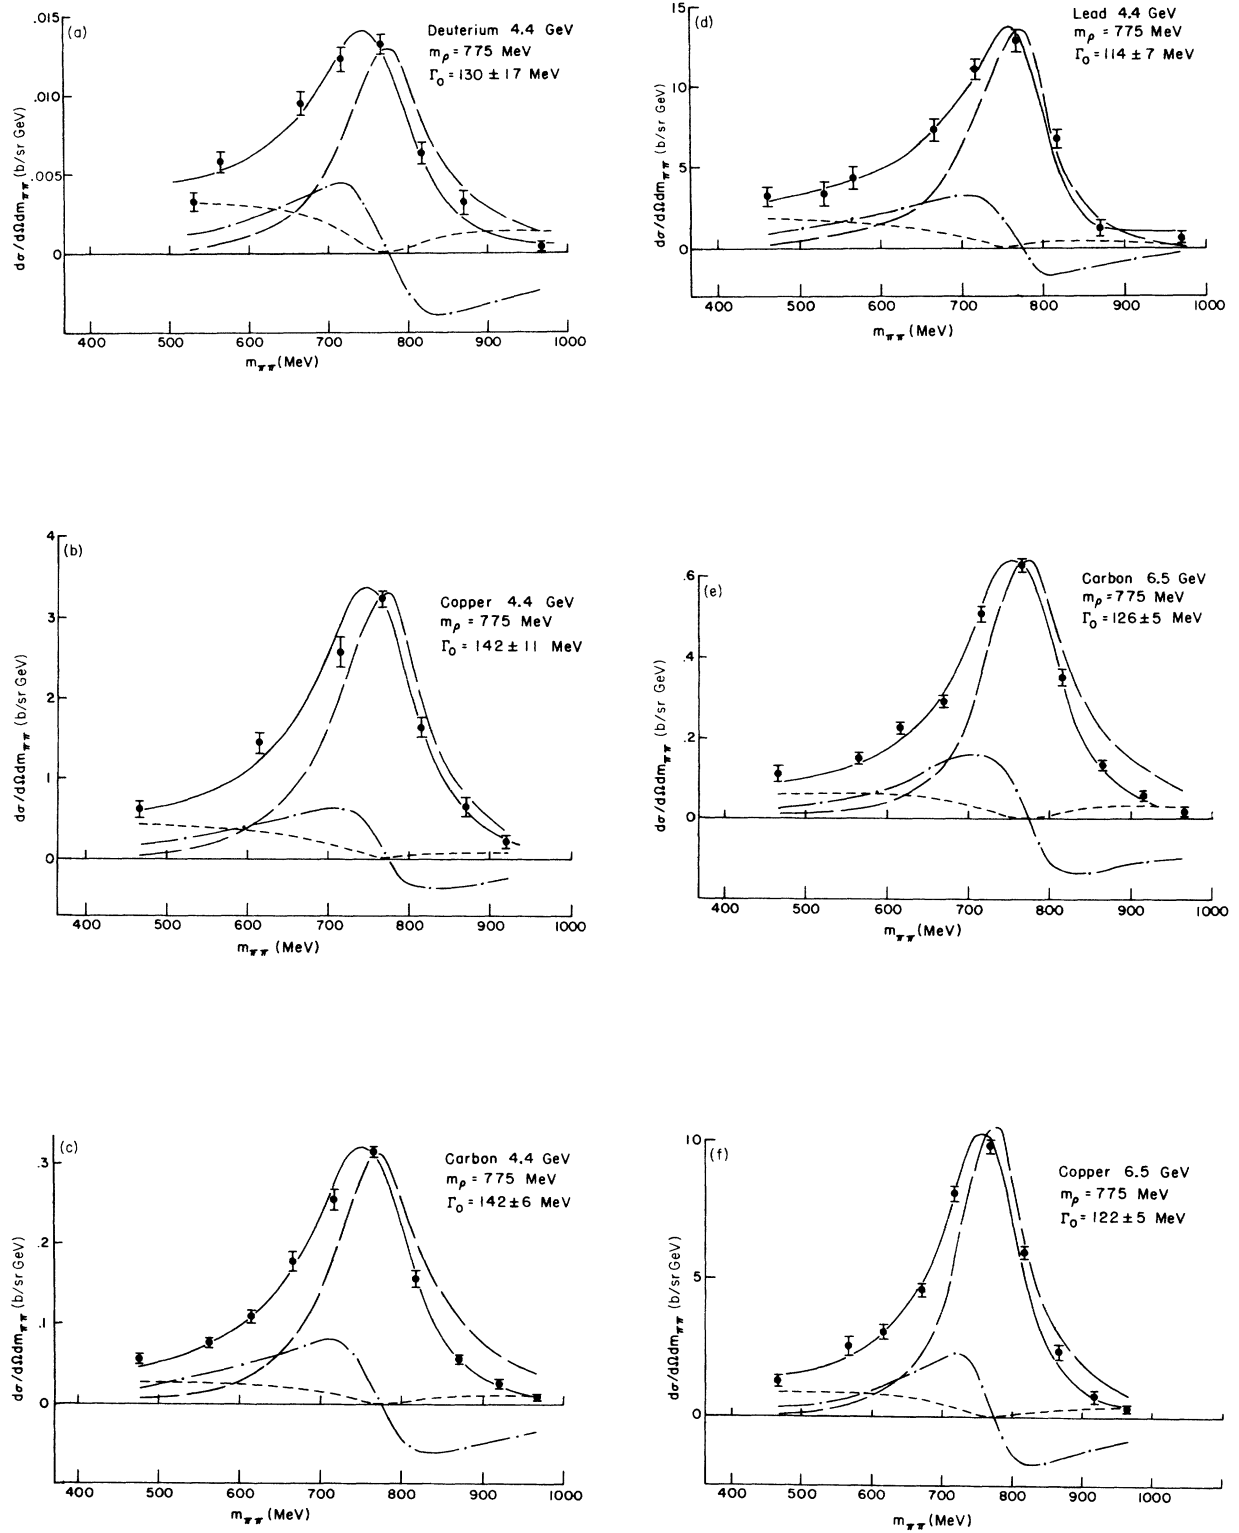 (a)
Deuterium 4.4 GeV
mρ = 775 MeV
Γ₀ = 130 ± 17 MeV
.015
.010
.005
0
dσ/dΩdmππ (b/sr GeV)
400 500 600 700 800 900 1000
mππ (MeV)
(d)
Lead 4.4 GeV
mρ = 775 MeV
Γ₀ = 114 ± 7 MeV
15
10
5
0
dσ/dΩdmππ (b/sr GeV)
400 500 600 700 800 900 1000
mππ (MeV)
(b)
Copper 4.4 GeV
mρ = 775 MeV
Γ₀ = 142 ± 11 MeV
4
3
2
1
0
dσ/dΩdmππ (b/sr GeV)
400 500 600 700 800 900 1000
mππ (MeV)
(e)
Carbon 6.5 GeV
mρ = 775 MeV
Γ₀ = 126 ± 5 MeV
.6
.4
.2
0
dσ/dΩdmππ (b/sr GeV)
400 500 600 700 800 900 1000
mππ (MeV)
(c)
Carbon 4.4 GeV
mρ = 775 MeV
Γ₀ = 142 ± 6 MeV
.3
.2
.1
0
dσ/dΩdmππ (b/sr GeV)
400 500 600 700 800 900 1000
mππ (MeV)
(f)
Copper 6.5 GeV
mρ = 775 MeV
Γ₀ = 122 ± 5 MeV
10
5
0
dσ/dΩdmππ (b/sr GeV)
400 500 600 700 800 900 1000
mππ (MeV)